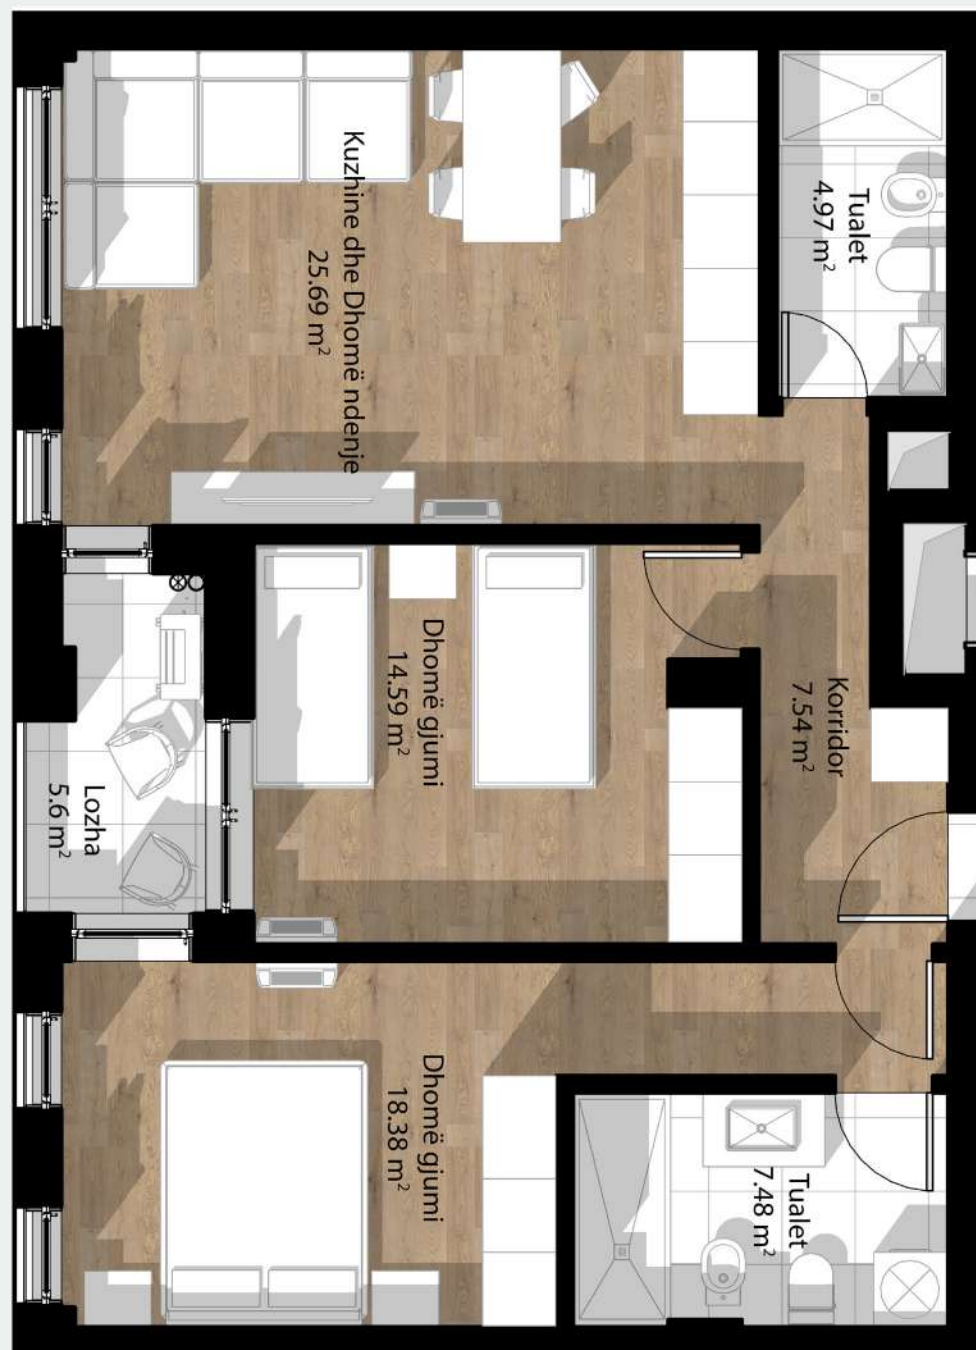 Kuzhine dhe Dhomë ndenje
25.69 m²
Tualet
4.97 m²
Dhomë gjumi
14.59 m²
Korridor
7.54 m²
Lozha
5.6 m²
Dhomë gjumi
18.38 m²
Tualet
7.48 m²